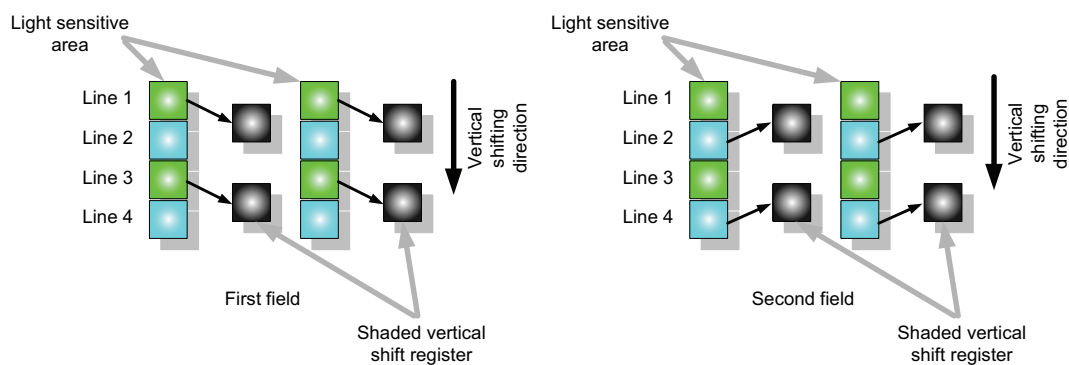 Light sensitive
area
Line 1
Line 2
Line 3
Line 4
Vertical
shifting
direction
First field
Shaded vertical
shift register
Light sensitive
area
Line 1
Line 2
Line 3
Line 4
Vertical
shifting
direction
Second field
Shaded vertical
shift register